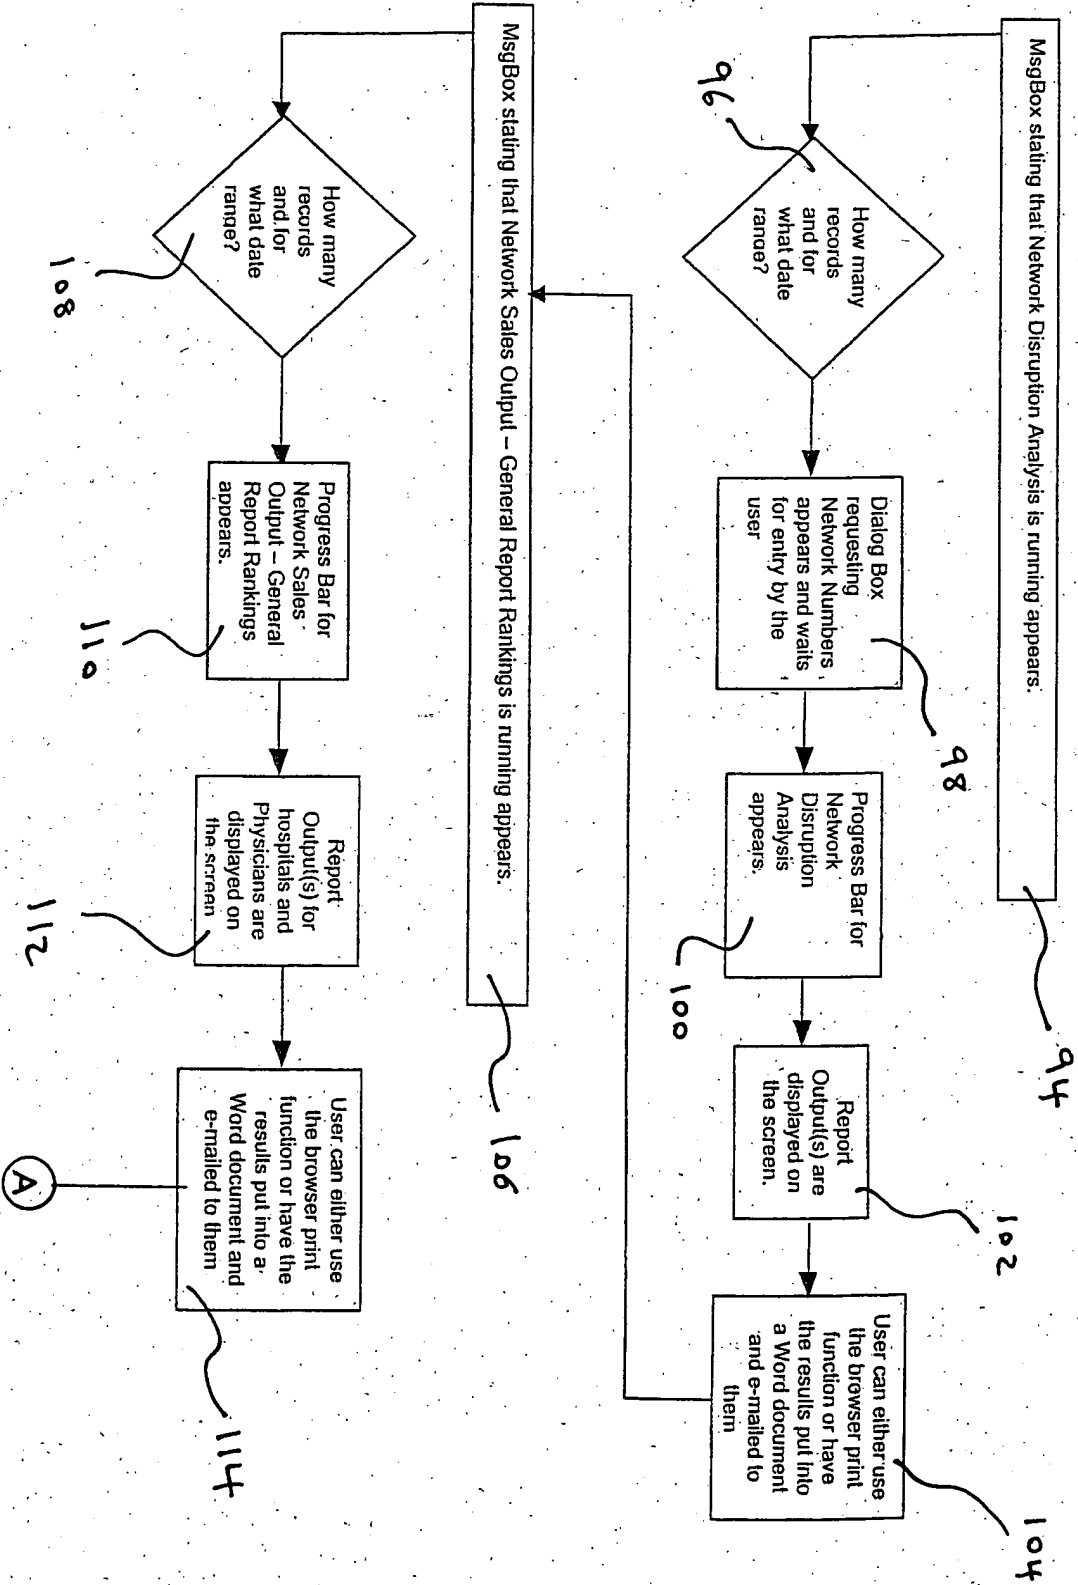 MsgBox stating that Network Disruption Analysis is running appears.
94
96
How many
records
and for
what date
range?
Dialog Box
requesting
Network Numbers
appears and waits
for entry by the
user
98
Progress Bar for
Network
Disruption
Analysis
appears.
100
Report
Output(s) are
displayed on
the screen.
102
User can either use
the browser print
function or have
the results put into
a Word document
and e-mailed to
them
104
MsgBox stating that Network Sales Output – General Report Rankings is running appears.
106
How many
records
and for
what date
range?
108
Progress Bar for
Network Sales
Output – General
Report Rankings
appears.
110
Report
Output(s) for
hospitals and
Physicians are
displayed on
the screen
112
User can either use
the browser print
function or have the
results put into a
Word document and
e-mailed to them
114
A